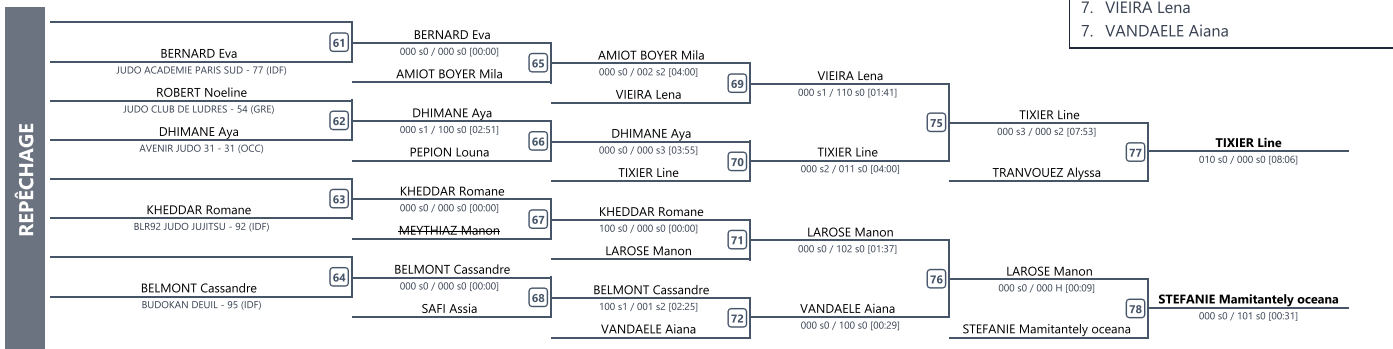 7. VIEIRA Lena
7. VANDAELE Aiana
REPÊCHAGE
61
BERNARD Eva
JUDO ACADEMIE PARIS SUD - 77 (IDF)
ROBERT Noeline
JUDO CLUB DE LUDRES - 54 (GRE)
62
DHIMANE Aya
AVENIR JUDO 31 - 31 (OCC)
63
KHEDDAR Romane
BLR92 JUDO JUJITSU - 92 (IDF)
64
BELMONT Cassandre
BUDOKAN DEUIL - 95 (IDF)
BERNARD Eva
000 s0 / 000 s0 [00:00]
65
AMIOT BOYER Mila
DHIMANE Aya
000 s1 / 100 s0 [02:51]
66
PEPION Louna
KHEDDAR Romane
000 s0 / 000 s0 [00:00]
67
MEYTHIAZ Manon
BELMONT Cassandre
000 s0 / 000 s0 [00:00]
68
SAFI Assia
AMIOT BOYER Mila
000 s0 / 002 s2 [04:00]
69
VIEIRA Lena
DHIMANE Aya
000 s0 / 000 s3 [03:55]
70
TIXIER Line
KHEDDAR Romane
100 s0 / 000 s0 [00:00]
71
LAROSE Manon
BELMONT Cassandre
100 s1 / 001 s2 [02:25]
72
VANDAELE Aiana
VIEIRA Lena
000 s1 / 110 s0 [01:41]
75
TIXIER Line
000 s2 / 011 s0 [04:00]
LAROSE Manon
000 s0 / 102 s0 [01:37]
76
VANDAELE Aiana
000 s0 / 100 s0 [00:29]
TIXIER Line
000 s3 / 000 s2 [07:53]
77
TRANVOUEZ Alyssa
LAROSE Manon
000 s0 / 000 H [00:09]
78
STEFANIE Mamitantely oceana
TIXIER Line
010 s0 / 000 s0 [08:06]
STEFANIE Mamitantely oceana
000 s0 / 101 s0 [00:31]